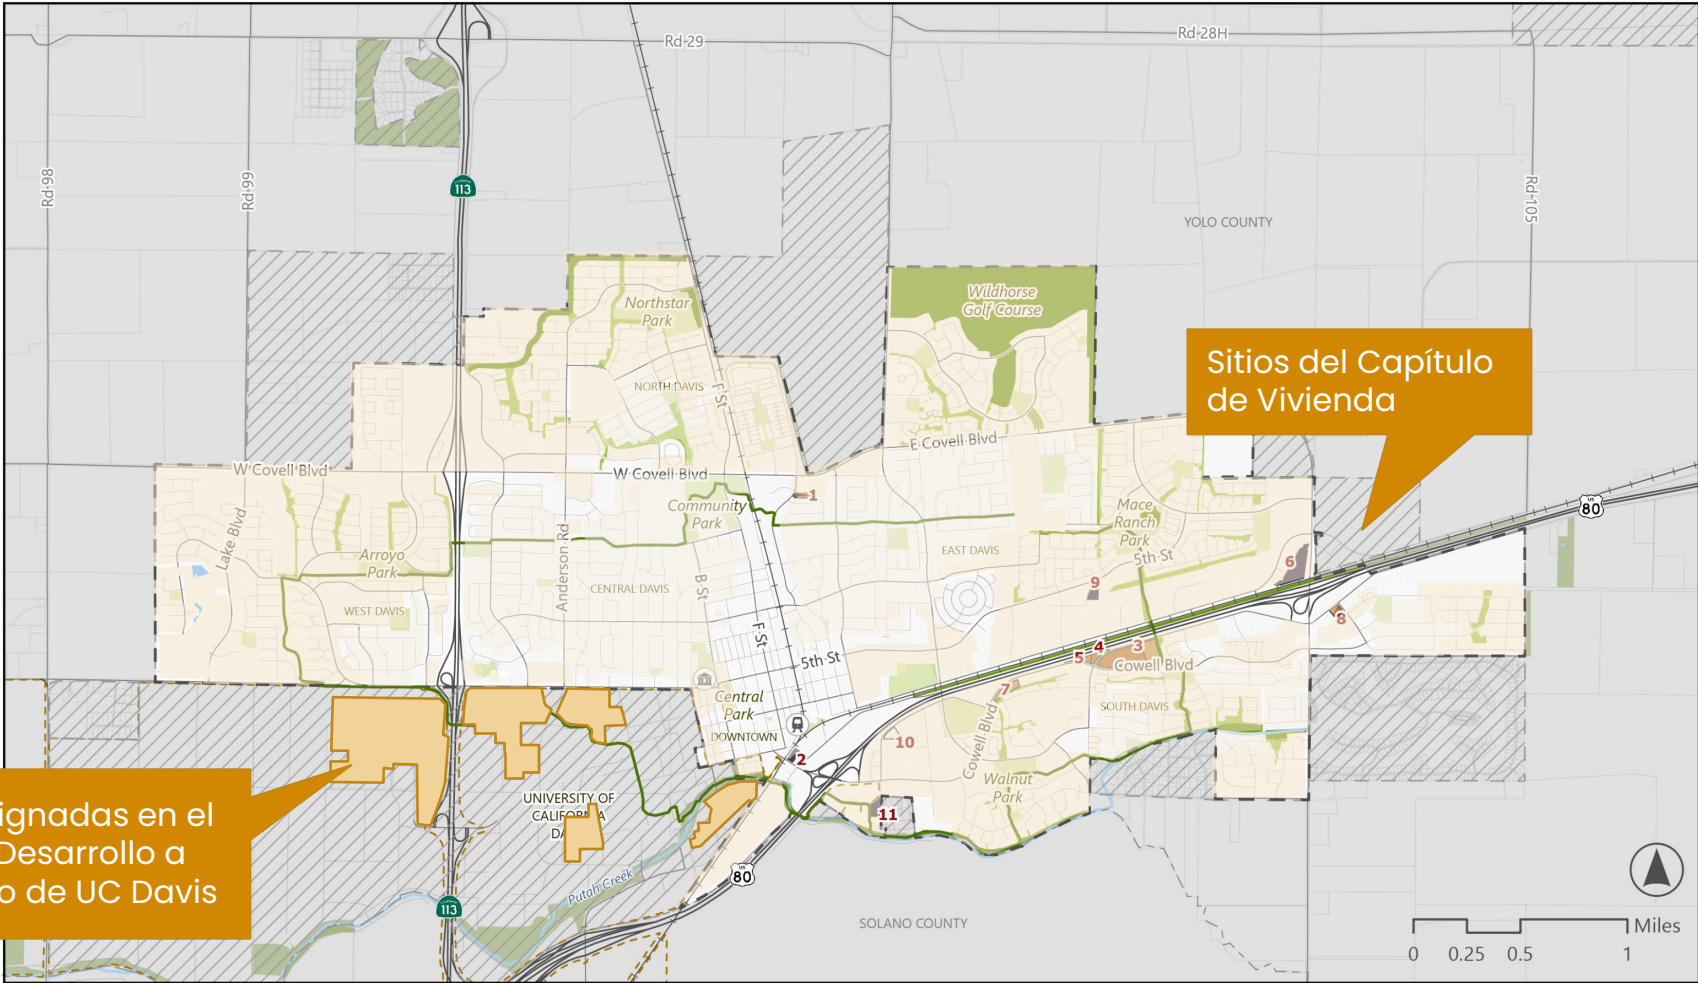 Rd 29
Rd 28H
Rd 98
Rd 99
113
Rd 105
YOLO COUNTY
Northstar
Park
Wildhorse
Golf Course
Sitios del Capítulo
de Vivienda
NORTH DAVIS
F St
E Covell Blvd
W Covell Blvd
W Covell Blvd
1
Community
Park
Mace
Ranch
Park
US
80
Lake Blvd
Arroyo
Park
Anderson Rd
EAST DAVIS
5th St
6
CENTRAL DAVIS
B St
9
WEST DAVIS
8
F St
5th St
5
4
3
Cowell Blvd
Central
Park
7
SOUTH DAVIS
DOWNTOWN
10
Cowell Blvd
2
Walnut
Park
ignadas en el
Desarrollo a
o de UC Davis
UNIVERSITY OF
CALIFORNIA
DA
11
US
80
Putah Creek
113
SOLANO COUNTY
Miles
0
0.25
0.5
1